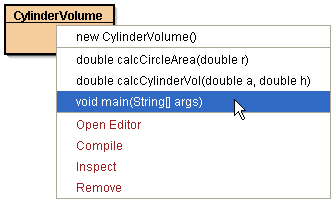 CylinderVolume
new CylinderVolume()
double calcCircleArea(double r)
double calcCylinderVol(double a, double h)
void main(String[] args)
Open Editor
Compile
Inspect
Remove